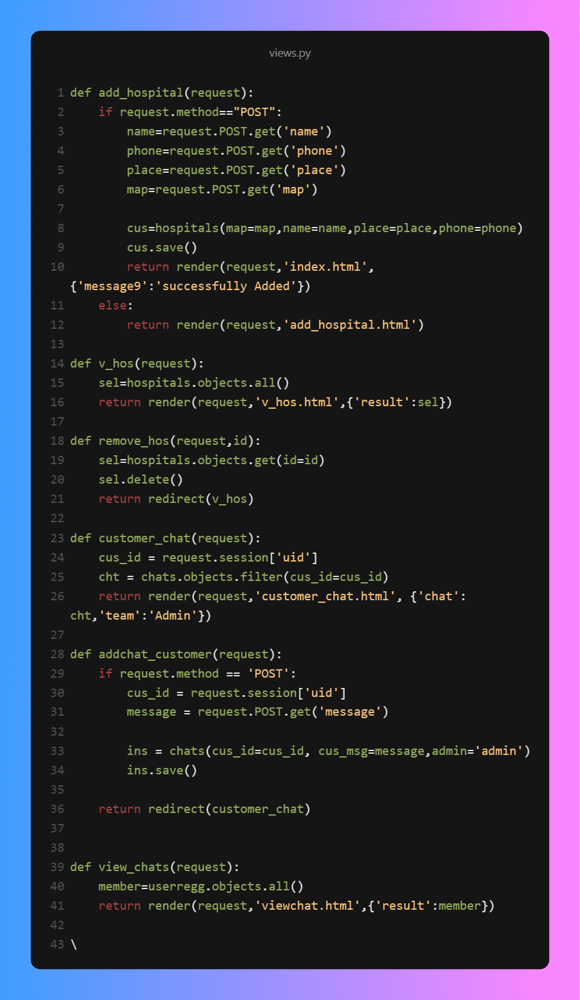 views.py
1 def add_hospital(request):
2     if request.method=="POST":
3         name=request.POST.get('name')
4         phone=request.POST.get('phone')
5         place=request.POST.get('place')
6         map=request.POST.get('map')
7
8         cus=hospitals(map=map,name=name,place=place,phone=phone)
9         cus.save()
10         return render(request,'index.html',
{'message9':'successfully Added'})
11     else:
12         return render(request,'add_hospital.html')
13
14 def v_hos(request):
15     sel=hospitals.objects.all()
16     return render(request,'v_hos.html',{'result':sel})
17
18 def remove_hos(request,id):
19     sel=hospitals.objects.get(id=id)
20     sel.delete()
21     return redirect(v_hos)
22
23 def customer_chat(request):
24     cus_id = request.session['uid']
25     cht = chats.objects.filter(cus_id=cus_id)
26     return render(request,'customer_chat.html', {'chat':
cht,'team':'Admin'})
27
28 def addchat_customer(request):
29     if request.method == 'POST':
30         cus_id = request.session['uid']
31         message = request.POST.get('message')
32
33         ins = chats(cus_id=cus_id, cus_msg=message,admin='admin')
34         ins.save()
35
36     return redirect(customer_chat)
37
38
39 def view_chats(request):
40     member=userregg.objects.all()
41     return render(request,'viewchat.html',{'result':member})
42
43 \